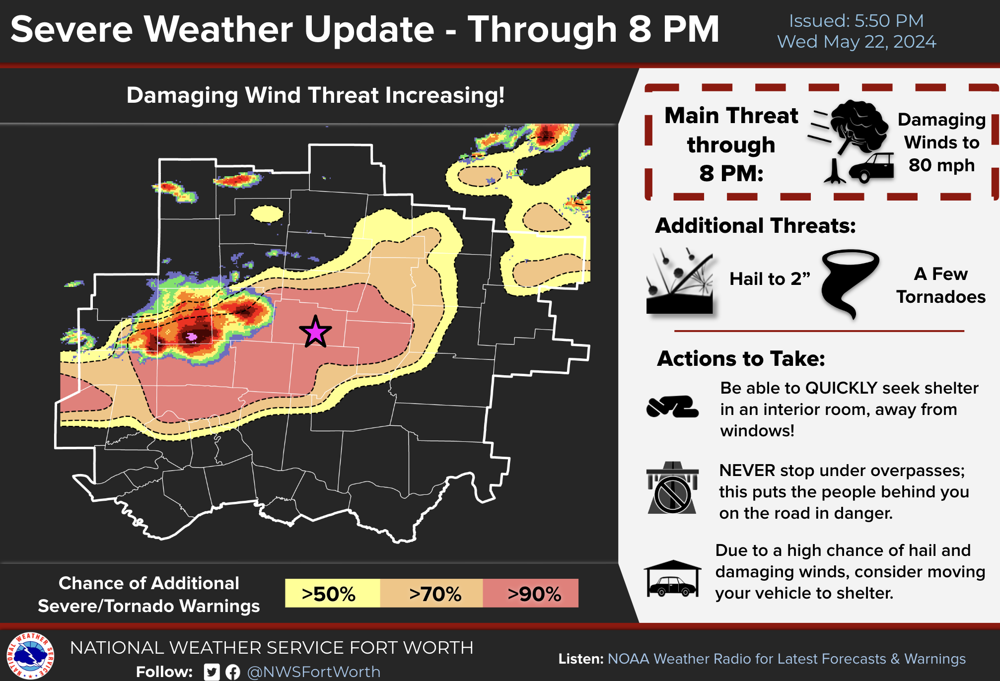 Severe Weather Update - Through 8 PM
Issued: 5:50 PM
Wed May 22, 2024
Damaging Wind Threat Increasing!
Main Threat
through
8 PM:
Damaging
Winds to
80 mph
Additional Threats:
Hail to 2”
A Few
Tornadoes
Actions to Take:
Be able to QUICKLY seek shelter
in an interior room, away from
windows!
NEVER stop under overpasses;
this puts the people behind you
on the road in danger.
Due to a high chance of hail and
damaging winds, consider moving
your vehicle to shelter.
Chance of Additional
Severe/Tornado Warnings
>50%
>70%
>90%
NATIONAL WEATHER SERVICE
NATIONAL WEATHER SERVICE FORT WORTH
Follow: @NWSFortWorth
Listen: NOAA Weather Radio for Latest Forecasts & Warnings